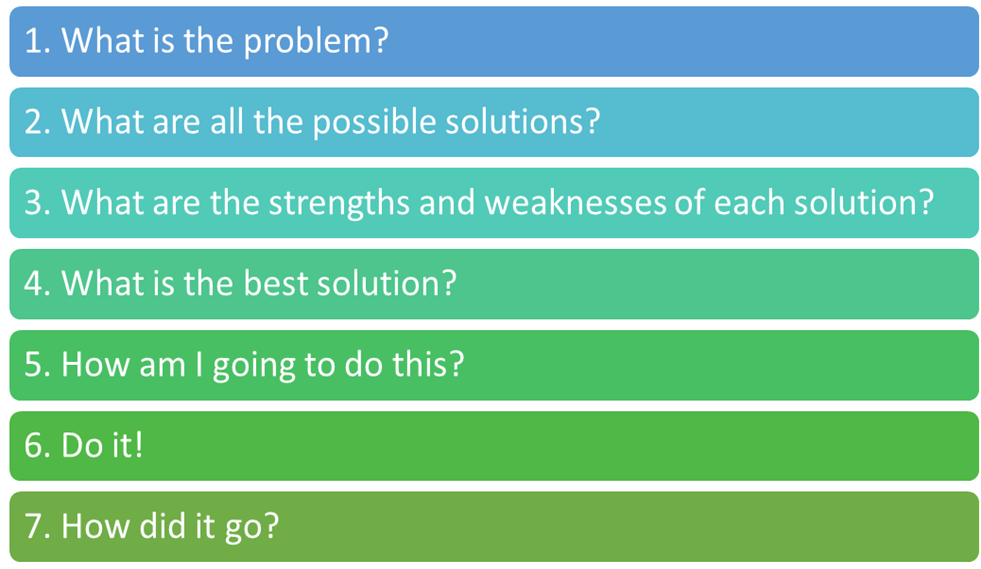 1. What is the problem?
2. What are all the possible solutions?
3. What are the strengths and weaknesses of each solution?
4. What is the best solution?
5. How am I going to do this?
6. Do it!
7. How did it go?